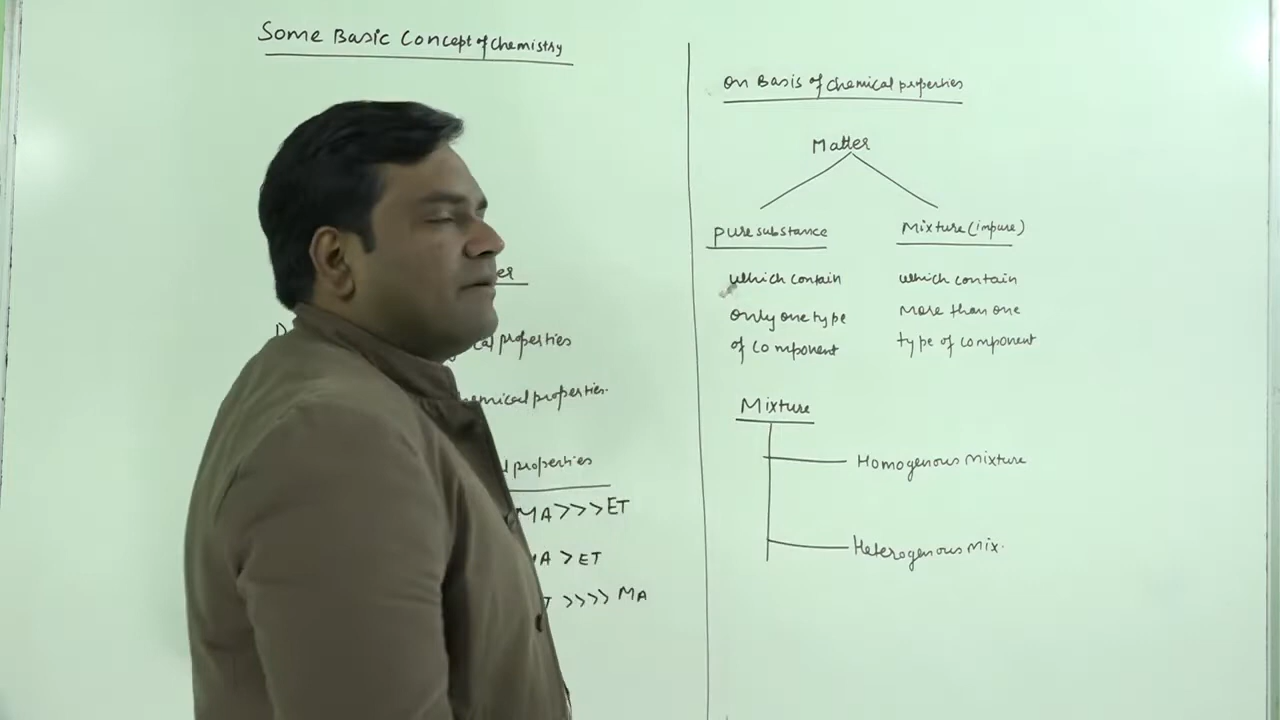 Some Basic Concept of Chemistry
properties
chemical properties.
properties
MA >>> ET
> ET
>>>> MA
On Basis of Chemical properties
Matter
pure substance Mixture (impure)
which contain which contain
only one type more than one
of component type of component
Mixture
Homogenous Mixture
Heterogenous Mix.